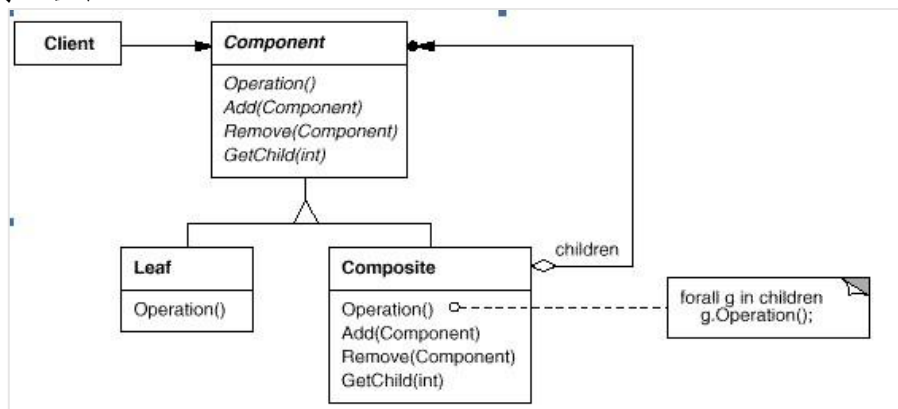 Client
Component
Operation()
Add(Component)
Remove(Component)
GetChild(int)
children
Leaf
Operation()
Composite
Operation()
Add(Component)
Remove(Component)
GetChild(int)
forall g in children
g.Operation();